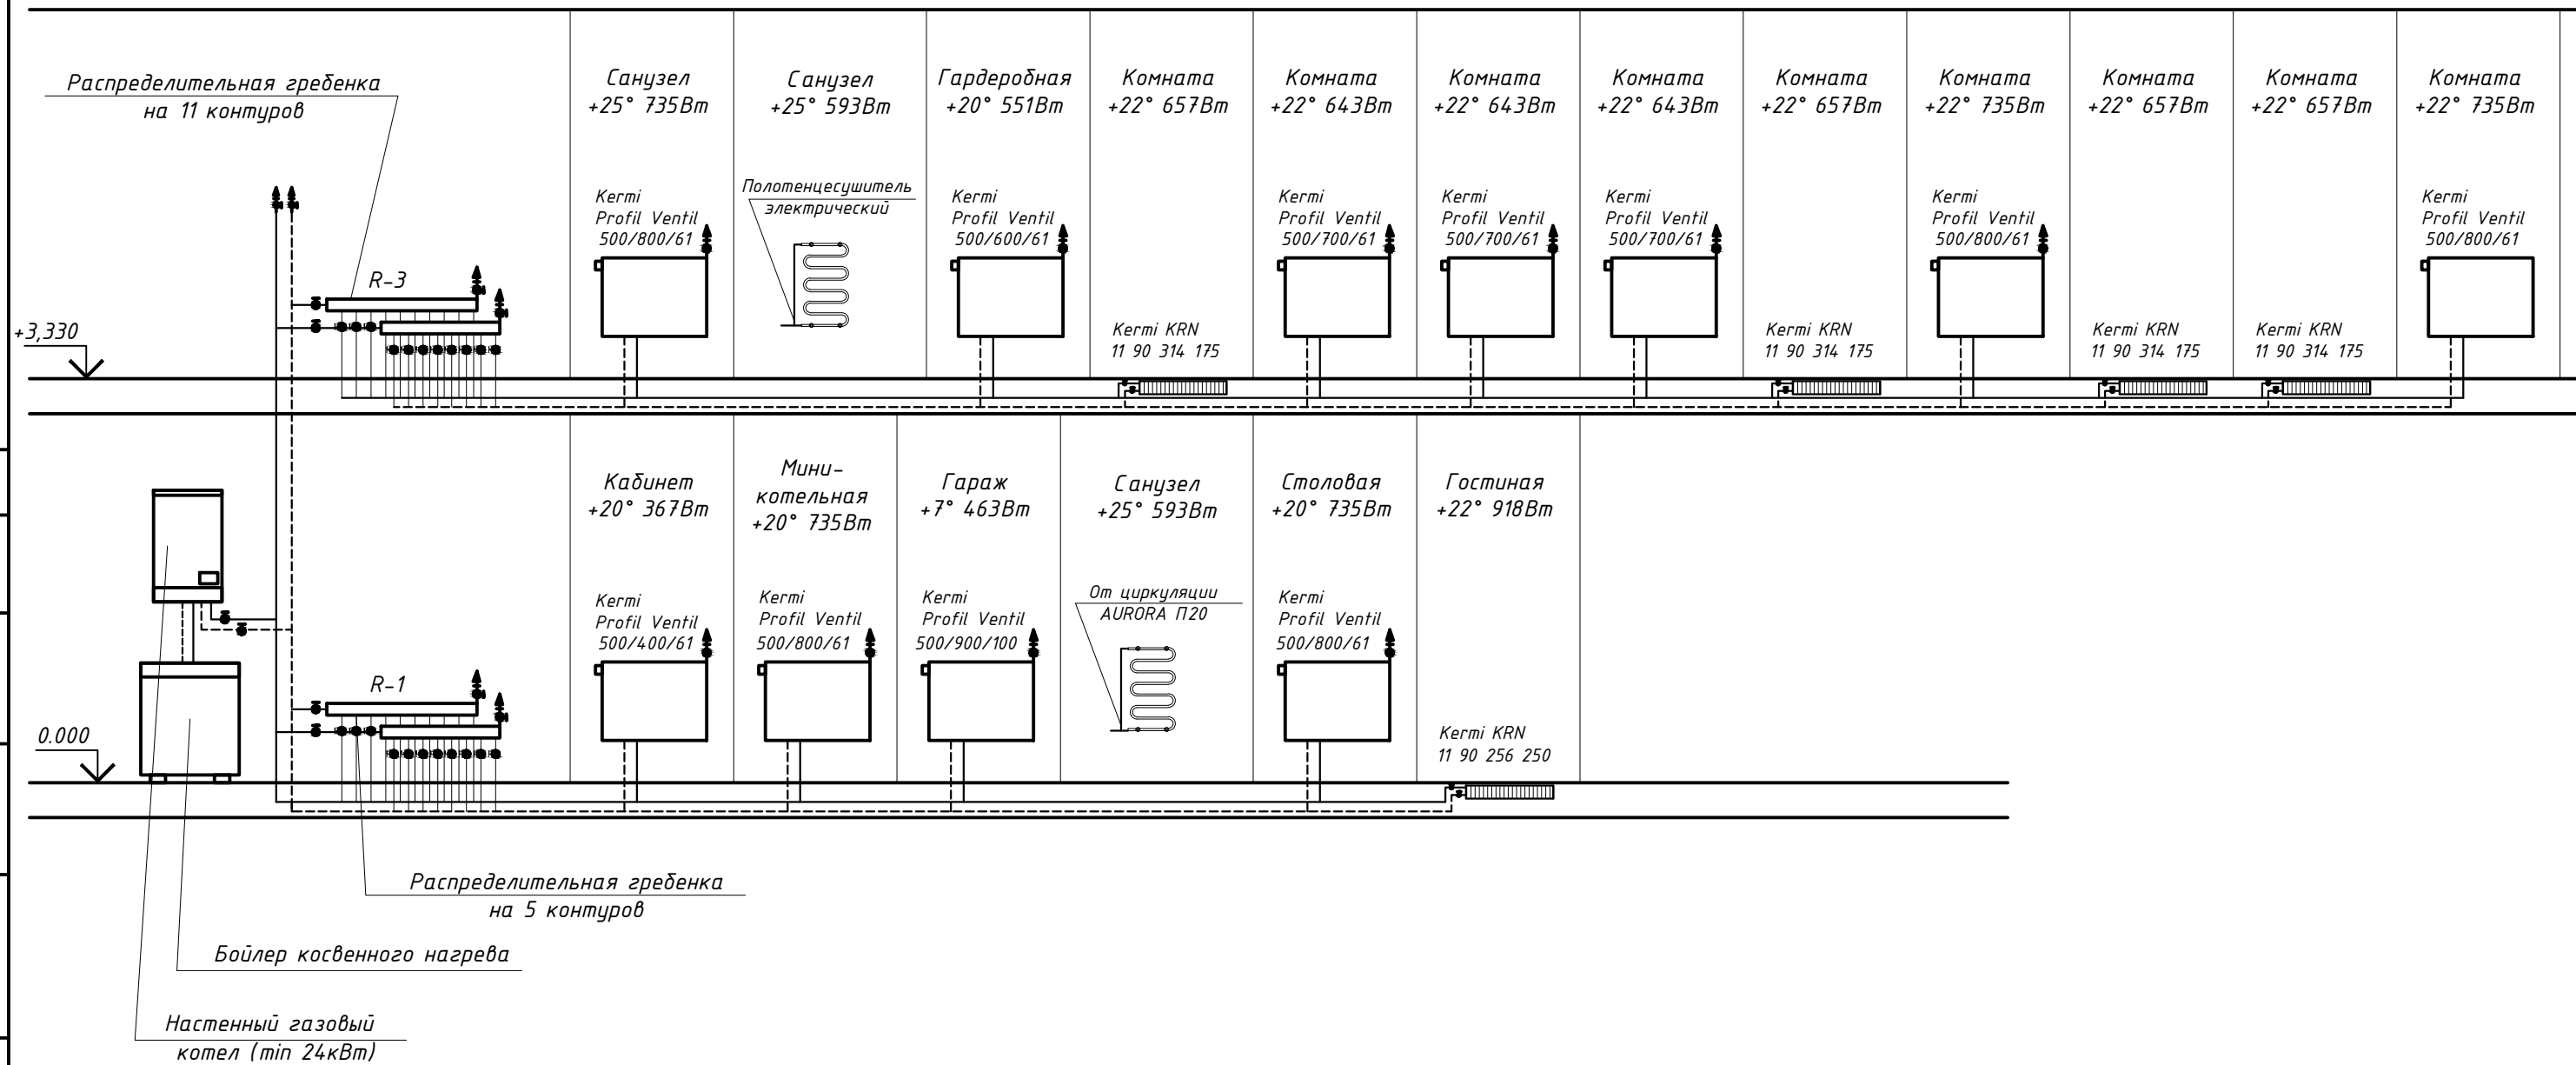 Распределительная гребенка
на 11 контуров
Санузел
+25° 735Вт
Санузел
+25° 593Вт
Гардеробная
+20° 551Вт
Комната
+22° 657Вт
Комната
+22° 643Вт
Комната
+22° 643Вт
Комната
+22° 643Вт
Комната
+22° 657Вт
Комната
+22° 735Вт
Комната
+22° 657Вт
Комната
+22° 657Вт
Комната
+22° 735Вт
Kermi
Profil Ventil
500/800/61
Полотенцесушитель
электрический
Kermi
Profil Ventil
500/600/61
Kermi KRN
11 90 314 175
Kermi
Profil Ventil
500/700/61
Kermi
Profil Ventil
500/700/61
Kermi
Profil Ventil
500/700/61
Kermi KRN
11 90 314 175
Kermi
Profil Ventil
500/800/61
Kermi KRN
11 90 314 175
Kermi KRN
11 90 314 175
Kermi
Profil Ventil
500/800/61
R-3
+3,330
Кабинет
+20° 367Вт
Мини-
котельная
+20° 735Вт
Гараж
+7° 463Вт
Санузел
+25° 593Вт
Столовая
+20° 735Вт
Гостиная
+22° 918Вт
Kermi
Profil Ventil
500/400/61
Kermi
Profil Ventil
500/800/61
Kermi
Profil Ventil
500/900/100
От циркуляции
AURORA П20
Kermi
Profil Ventil
500/800/61
Kermi KRN
11 90 256 250
R-1
0.000
Распределительная гребенка
на 5 контуров
Бойлер косвенного нагрева
Настенный газовый
котел (min 24кВт)